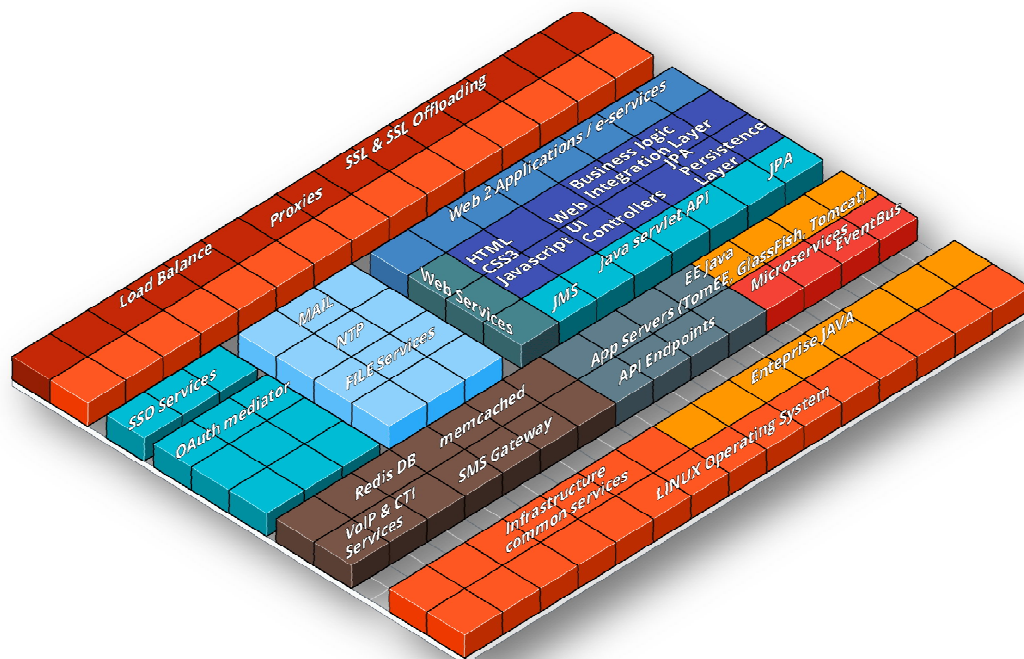 SSL & SSL Offloading
Proxies
Load Balance
Web 2 Applications / e-services
Business logic
Web Integration Layer
JPA
Persistence
Layer
HTML
CSS3
Javascript
UI
Controllers
JPA
Java servlet API
JMS
Web Services
MAIL
NTP
FILE Services
SSO Services
OAuth mediator
EE Java
App Servers (TomEE, GlassFish, Tomcat)
EventBus
Microservices
API Endpoints
memcached
Redis DB
SMS Gateway
VoIP & CTI
Services
Enteprise JAVA
LINUX Operating System
Infrastructure
common services